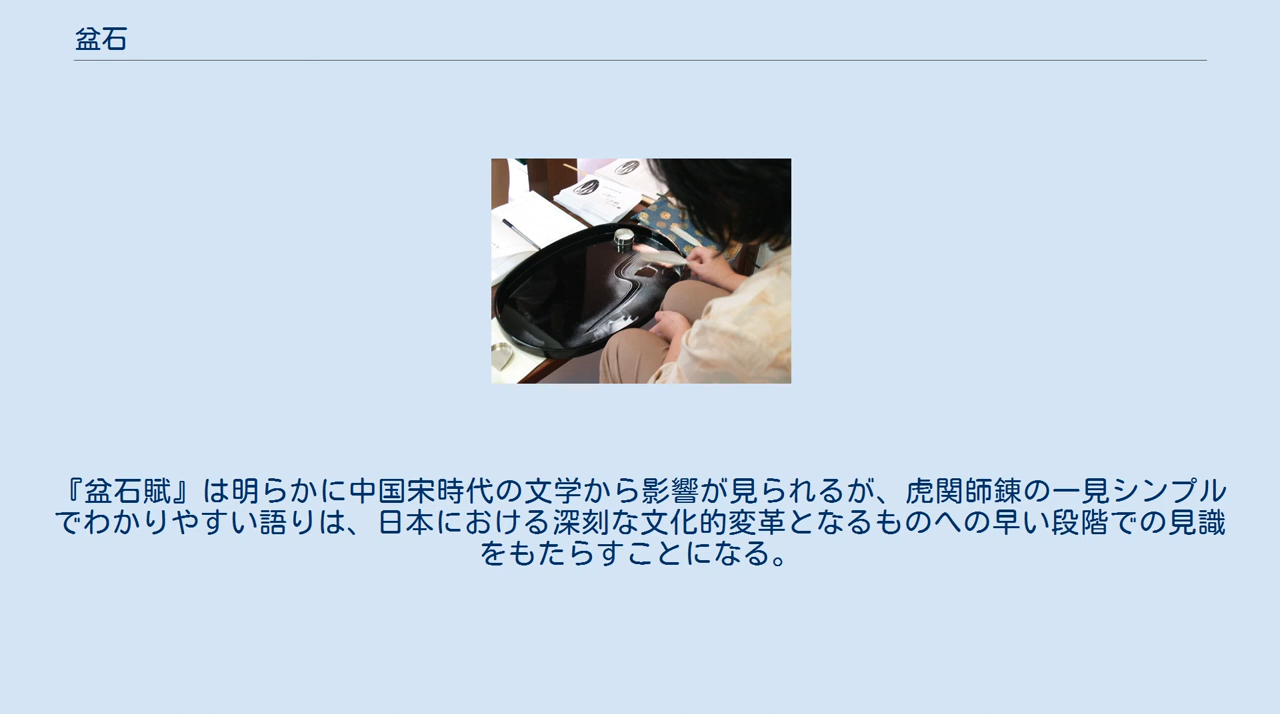 盆石
『盆石賦』は明らかに中国宋時代の文学から影響が見られるが、虎関師錬の一見シンプル
でわかりやすい語りは、日本における深刻な文化的変革となるものへの早い段階での見識
をもたらすことになる。